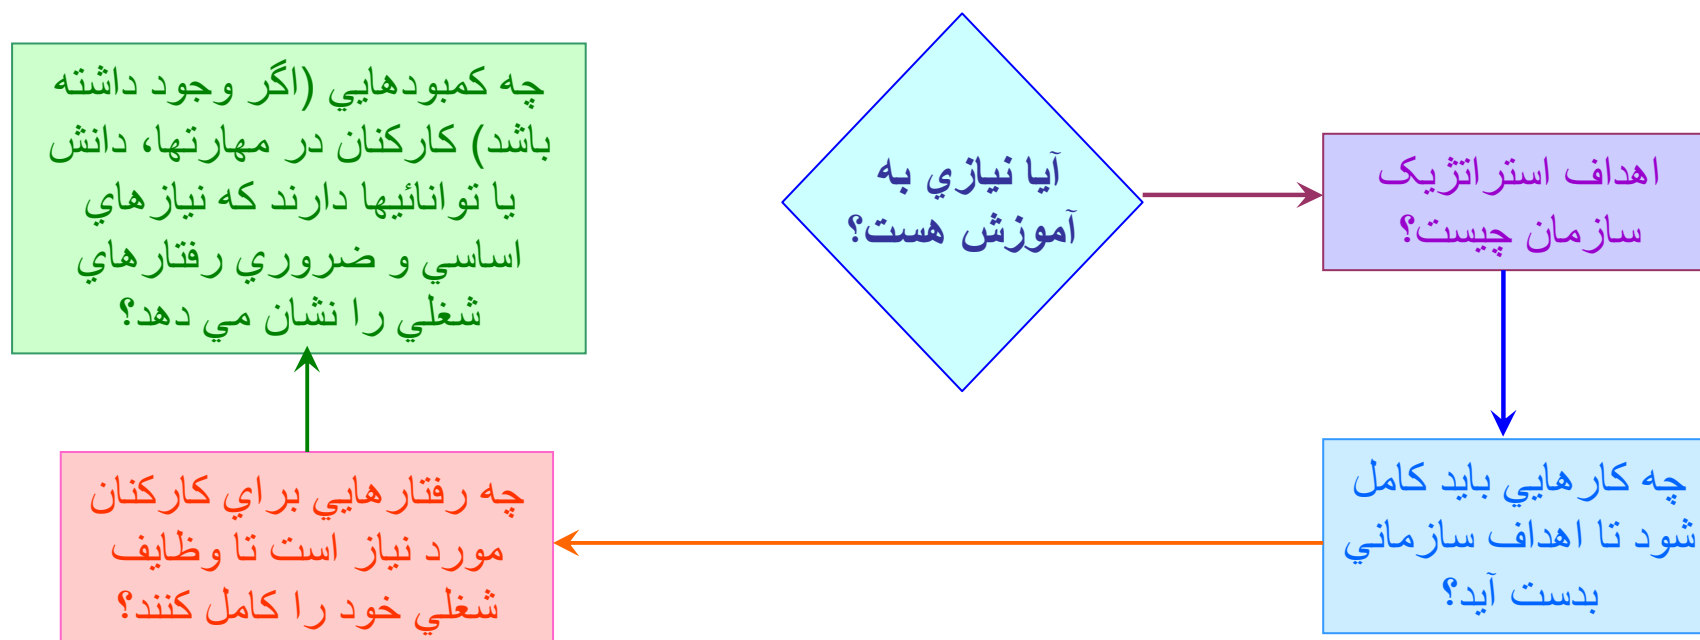 آيا نيازي به
آموزش هست؟
اهداف استراتژيک
سازمان چيست؟
چه کارهايي بايد کامل
شود تا اهداف سازماني
بدست آيد؟
چه رفتارهايي براي کارکنان
مورد نياز است تا وظايف
شغلي خود را کامل کنند؟
چه کمبودهايي (اگر وجود داشته
باشد) کارکنان در مهارتها، دانش
يا توانائيها دارند که نيازهاي
اساسي و ضروري رفتارهاي
شغلي را نشان مي دهد؟